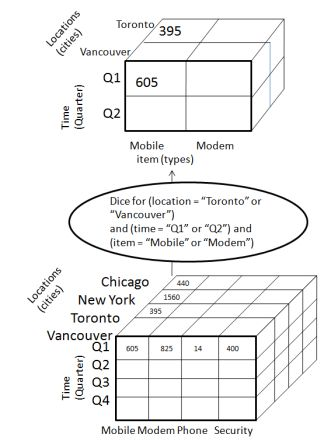 Locations
(cities)
Toronto
395
Vancouver
Q1
605
Q2
Time
(Quarter)
Mobile Modem
item (types)
Dice for (location = "Toronto" or
"Vancouver")
and (time = "Q1" or "Q2") and
(item = "Mobile" or "Modem")
Locations
(cities)
Chicago
440
New York
1560
Toronto
395
Vancouver
Q1
605 825 14 400
Q2
Q3
Q4
Time
(Quarter)
Mobile Modem Phone Security